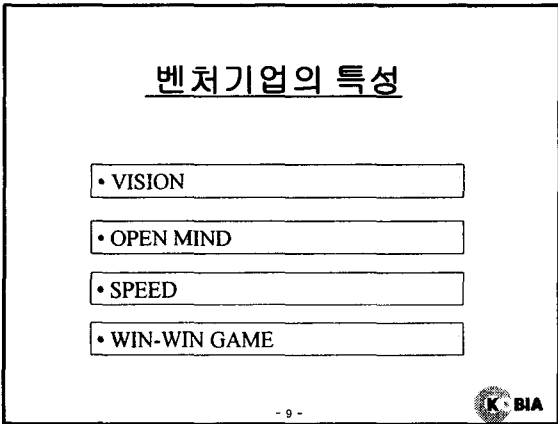 벤처기업의 특성
• VISION
• OPEN MIND
• SPEED
• WIN-WIN GAME
- 9 -
K BIA